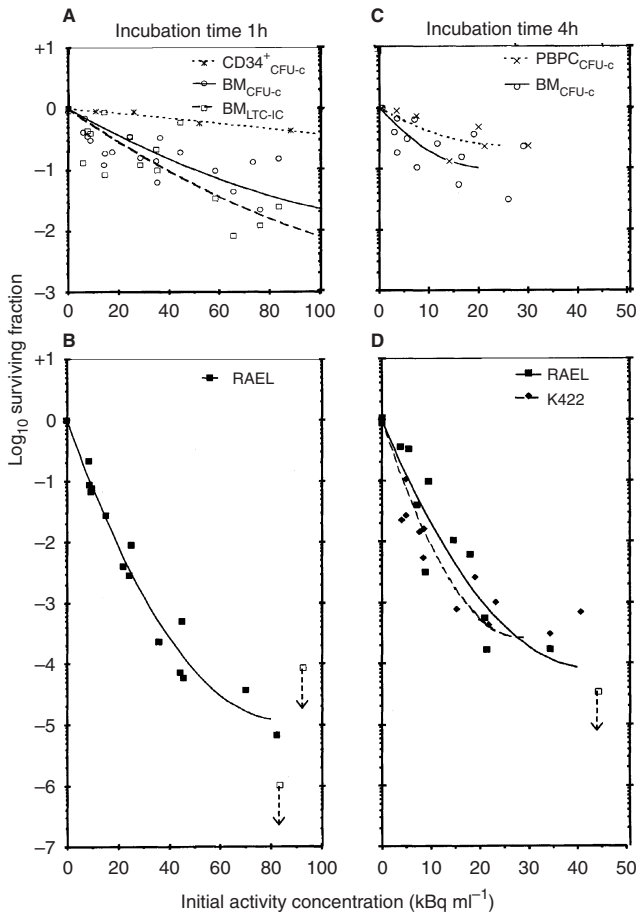 A
Incubation time 1h
C
Incubation time 4h
+1
0
−1
−2
−3
0 20 40 60 80 100
CD34+CFU-c
BMCFU-c
BMLTC-IC
0 10 20 30 40 50
PBPCCFU-c
BMCFU-c
B
D
+1
0
−1
−2
−3
−4
−5
−6
−7
0 20 40 60 80 100
RAEL
0 10 20 30 40 50
RAEL
K422
Log10 surviving fraction
Initial activity concentration (kBq ml−1)